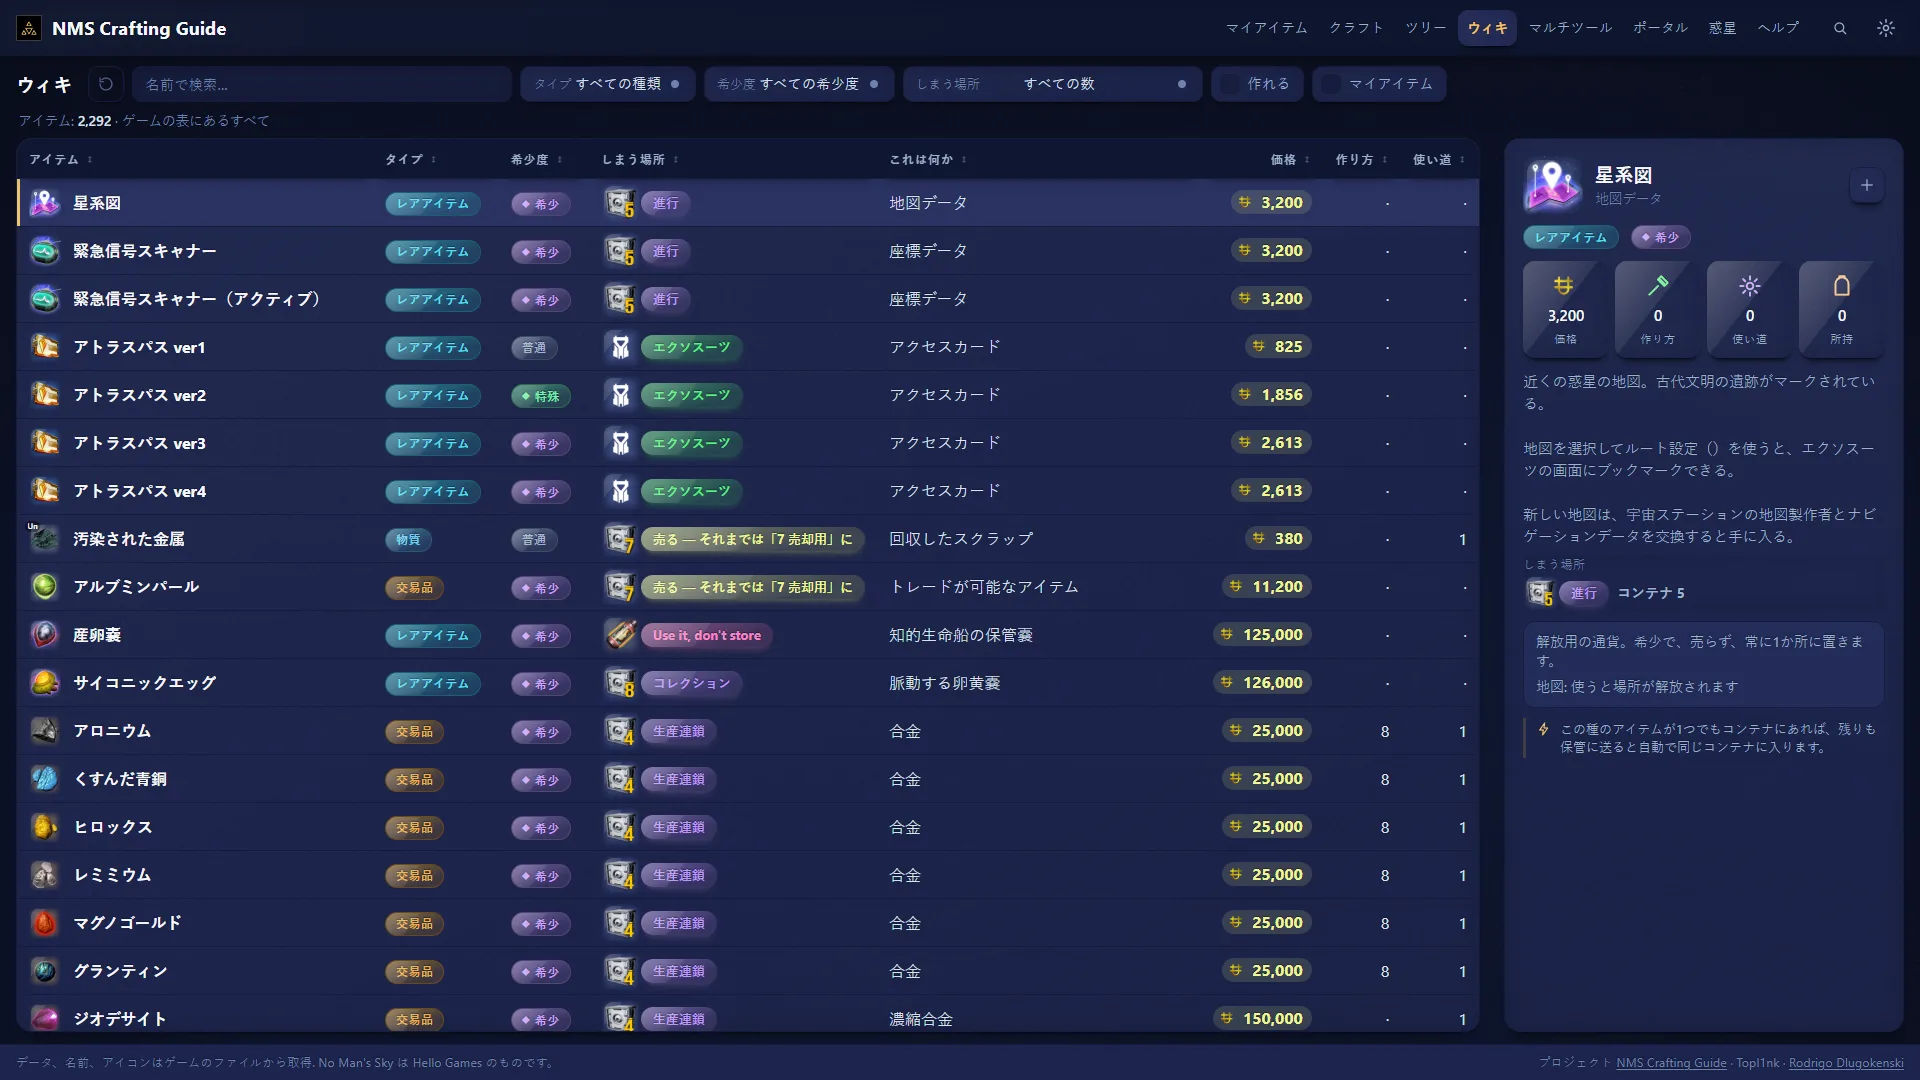 NMS Crafting Guide
マイアイテム クラフト ツリー ウィキ マルチツール ポータル 惑星 ヘルプ
ウィキ 名前で検索... タイプ すべての種類 希少度 すべての希少度 しまう場所 すべての数 作れる マイアイテム
アイテム: 2,292 · ゲームの表にあるすべて
アイテム タイプ 希少度 しまう場所 これは何か 価格 作り方 使い道
星系図 レアアイテム 希少 5 進行 地図データ 3,200 · ·
緊急信号スキャナー レアアイテム 希少 5 進行 座標データ 3,200 · ·
緊急信号スキャナー（アクティブ） レアアイテム 希少 5 進行 座標データ 3,200 · ·
アトラスパス ver1 レアアイテム 普通 エクソスーツ アクセスカード 825 · ·
アトラスパス ver2 レアアイテム 特殊 エクソスーツ アクセスカード 1,856 · ·
アトラスパス ver3 レアアイテム 希少 エクソスーツ アクセスカード 2,613 · ·
アトラスパス ver4 レアアイテム 希少 エクソスーツ アクセスカード 2,613 · ·
Un 汚染された金属 物質 普通 7 売る — それまでは「7 売却用」に 回収したスクラップ 380 · 1
アルブミンパール 交易品 希少 7 売る — それまでは「7 売却用」に トレードが可能なアイテム 11,200 · ·
産卵嚢 レアアイテム 希少 Use it, don't store 知的生命船の保管嚢 125,000 · ·
サイコニックエッグ レアアイテム 希少 8 コレクション 脈動する卵黄嚢 126,000 · ·
アロニウム 交易品 希少 4 生産連鎖 合金 25,000 8 1
くすんだ青銅 交易品 希少 4 生産連鎖 合金 25,000 8 1
ヒロックス 交易品 希少 4 生産連鎖 合金 25,000 8 1
レミミウム 交易品 希少 4 生産連鎖 合金 25,000 8 1
マグノゴールド 交易品 希少 4 生産連鎖 合金 25,000 8 1
グランティン 交易品 希少 4 生産連鎖 合金 25,000 8 1
ジオデサイト 交易品 希少 4 生産連鎖 濃縮合金 150,000 · 1
星系図
地図データ
レアアイテム 希少
3,200 0 0 0
価格 作り方 使い道 所持
近くの惑星の地図。古代文明の遺跡がマークされてい
る。
地図を選択してルート設定（）を使うと、エクソスー
ツの画面にブックマークできる。
新しい地図は、宇宙ステーションの地図製作者とナビ
ゲーションデータを交換すると手に入る。
しまう場所
5 進行 コンテナ 5
解放用の通貨。希少で、売らず、常に1か所に置きま
す。
地図: 使うと場所が解放されます
この種のアイテムが1つでもコンテナにあれば、残りも
保管に送ると自動で同じコンテナに入ります。
データ、名前、アイコンはゲームのファイルから取得. No Man's Sky は Hello Games のものです。
プロジェクト NMS Crafting Guide · Topl1nk · Rodrigo Dlugokenski